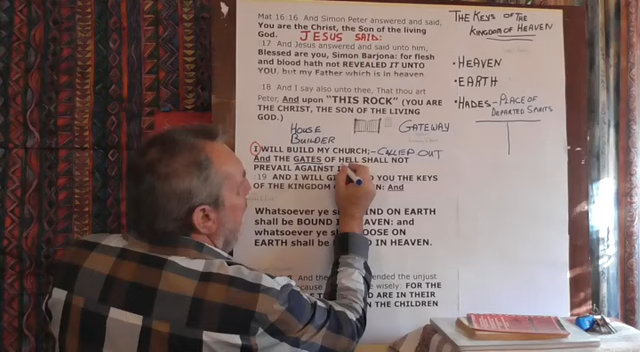 Mat 16:16 And Simon Peter answered and said,
You are the Christ, the Son of the living
God. JESUS SAID:
:17 And Jesus answered and said unto him,
Blessed are you, Simon Barjona: for flesh
and blood hath not REVEALED IT UNTO
YOU, but my Father which is in heaven.
:18 And I say also unto thee, That thou art
Peter, And upon "THIS ROCK" (YOU ARE
THE CHRIST, THE SON OF THE LIVING
GOD.)
HOUSE BUILDER GATEWAY
I WILL BUILD MY CHURCH; - CALLED OUT
And THE GATES OF HELL SHALL NOT
PREVAIL AGAINST
:19 AND I WILL YOU THE KEYS
OF THE KINGDOM And
Whatsoever ye ON EARTH
shall be BOUND and
whatsoever ye ON
EARTH shall be IN HEAVEN.
And the ended the unjust
wisely: FOR THE
ARE IN THEIR
THE CHILDREN
THE KEYS OF THE
KINGDOM OF HEAVEN
• HEAVEN
• EARTH
• HADES - PLACE OF
DEPARTED SPIRITS